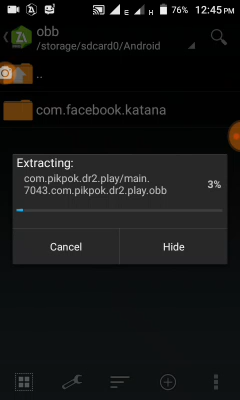 E
H
76% 12:45 PM
obb
/storage/sdcard0/Android
..
com.facebook.katana
Extracting:
com.pikpok.dr2.play/main.
7043.com.pikpok.dr2.play.obb
3%
Cancel
Hide